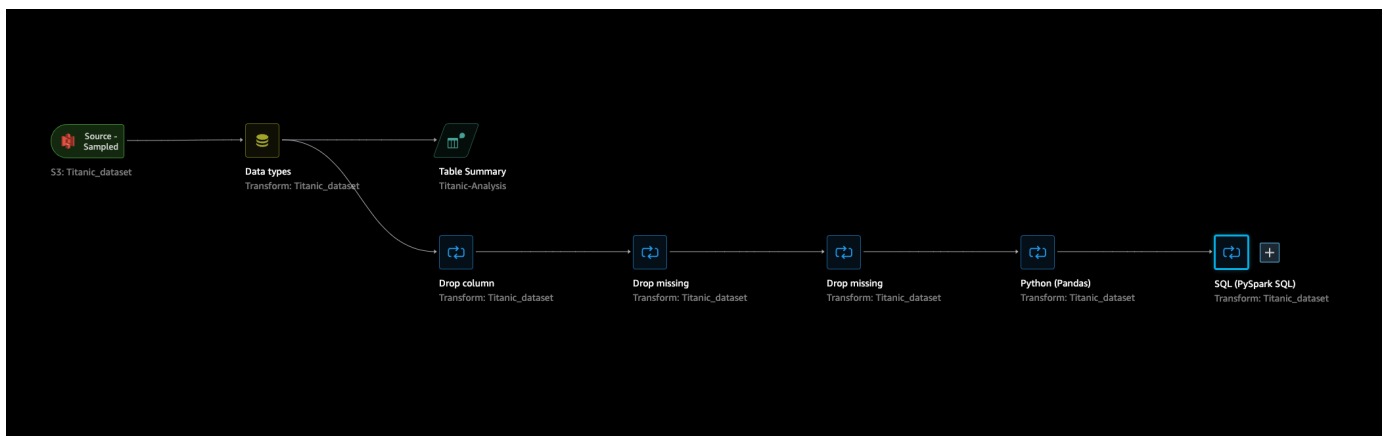 Source -
Sampled
S3: Titanic_dataset
Data types
Transform: Titanic_dataset
Table Summary
Titanic-Analysis
Drop column
Transform: Titanic_dataset
Drop missing
Transform: Titanic_dataset
Drop missing
Transform: Titanic_dataset
Python (Pandas)
Transform: Titanic_dataset
SQL (PySpark SQL)
Transform: Titanic_dataset